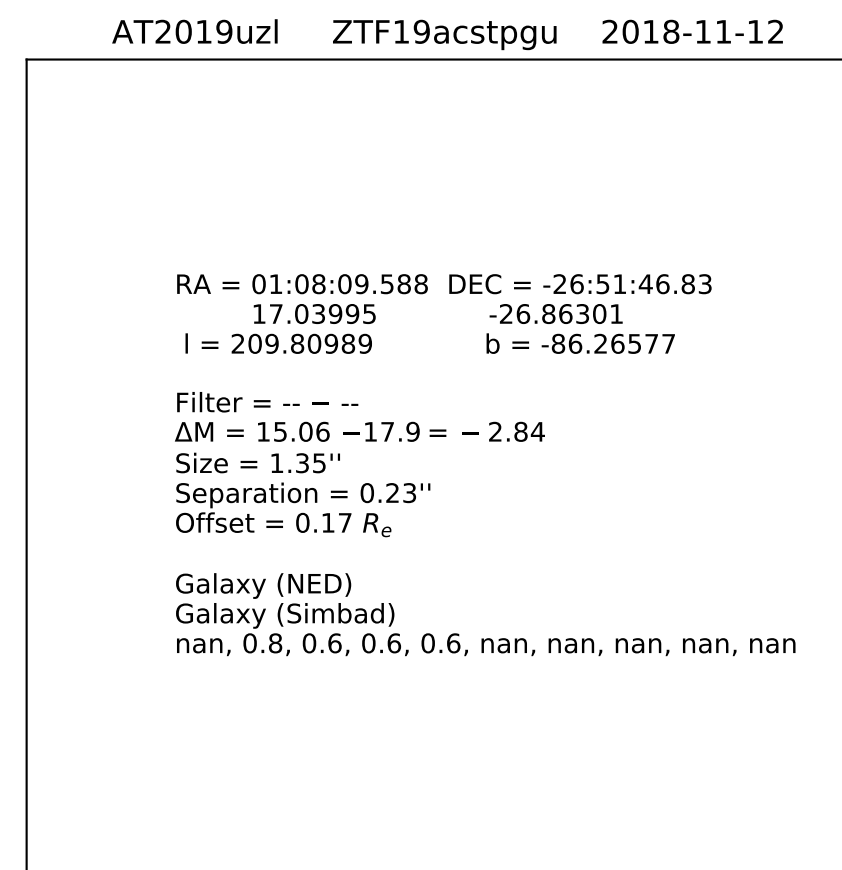 AT2019uzl ZTF19acstpgu 2018-11-12
RA = 01:08:09.588 DEC = -26:51:46.83
17.03995 -26.86301
l = 209.80989 b = -86.26577
Filter = -- − --
ΔM = 15.06 −17.9 = − 2.84
Size = 1.35''
Separation = 0.23''
Offset = 0.17 Re
Galaxy (NED)
Galaxy (Simbad)
nan, 0.8, 0.6, 0.6, 0.6, nan, nan, nan, nan, nan